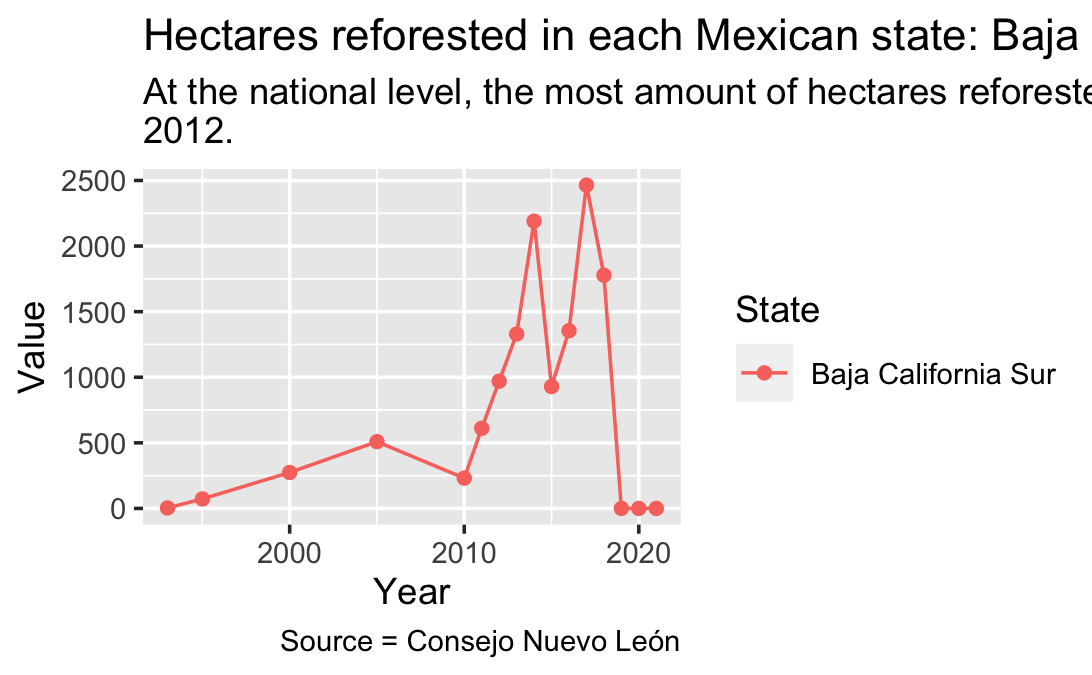 Hectares reforested in each Mexican state: Baja
At the national level, the most amount of hectares
2012.
2500
2000
1500
1000
500
0
Value
2000 2010 2020
Year
State
Baja California Sur
Source = Consejo Nuevo León